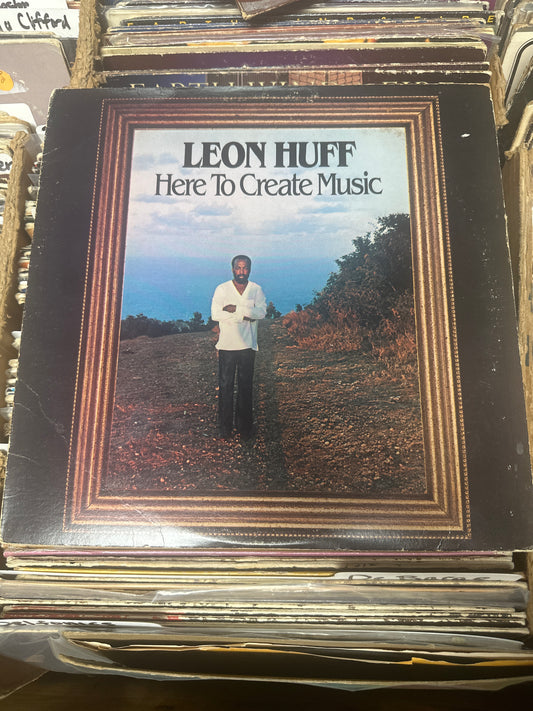 Clifford
LEON HUFF
Here To Create Music